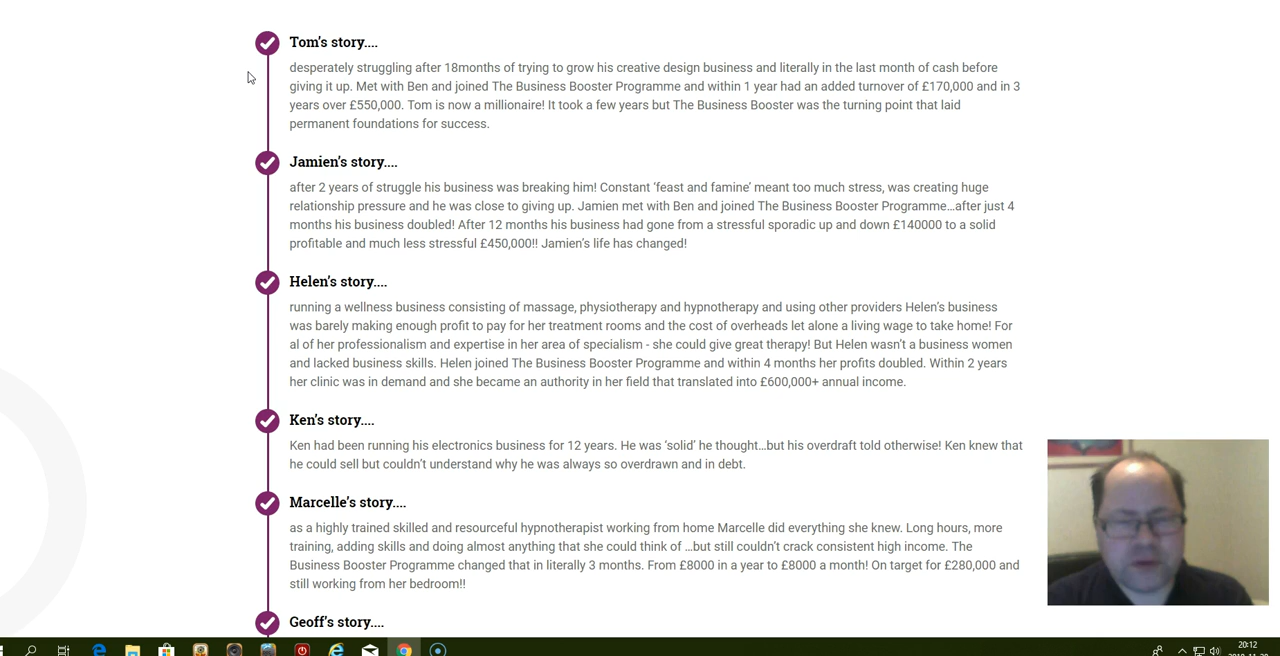 Tom's story....
desperately struggling after 18months of trying to grow his creative design business and literally in the last month of cash before
giving it up. Met with Ben and joined The Business Booster Programme and within 1 year had an added turnover of £170,000 and in 3
years over £550,000. Tom is now a millionaire! It took a few years but The Business Booster was the turning point that laid
permanent foundations for success.
Jamien's story....
after 2 years of struggle his business was breaking him! Constant 'feast and famine' meant too much stress, was creating huge
relationship pressure and he was close to giving up. Jamien met with Ben and joined The Business Booster Programme…after just 4
months his business doubled! After 12 months his business had gone from a stressful sporadic up and down £140000 to a solid
profitable and much less stressful £450,000!! Jamien's life has changed!
Helen's story....
running a wellness business consisting of massage, physiotherapy and hypnotherapy and using other providers Helen's business
was barely making enough profit to pay for her treatment rooms and the cost of overheads let alone a living wage to take home! For
al of her professionalism and expertise in her area of specialism - she could give great therapy! But Helen wasn't a business women
and lacked business skills. Helen joined The Business Booster Programme and within 4 months her profits doubled. Within 2 years
her clinic was in demand and she became an authority in her field that translated into £600,000+ annual income.
Ken's story....
Ken had been running his electronics business for 12 years. He was 'solid' he thought…but his overdraft told otherwise! Ken knew that
he could sell but couldn't understand why he was always so overdrawn and in debt.
Marcelle's story....
as a highly trained skilled and resourceful hypnotherapist working from home Marcelle did everything she knew. Long hours, more
training, adding skills and doing almost anything that she could think of …but still couldn't crack consistent high income. The
Business Booster Programme changed that in literally 3 months. From £8000 in a year to £8000 a month! On target for £280,000 and
still working from her bedroom!!
Geoff's story....
20:12